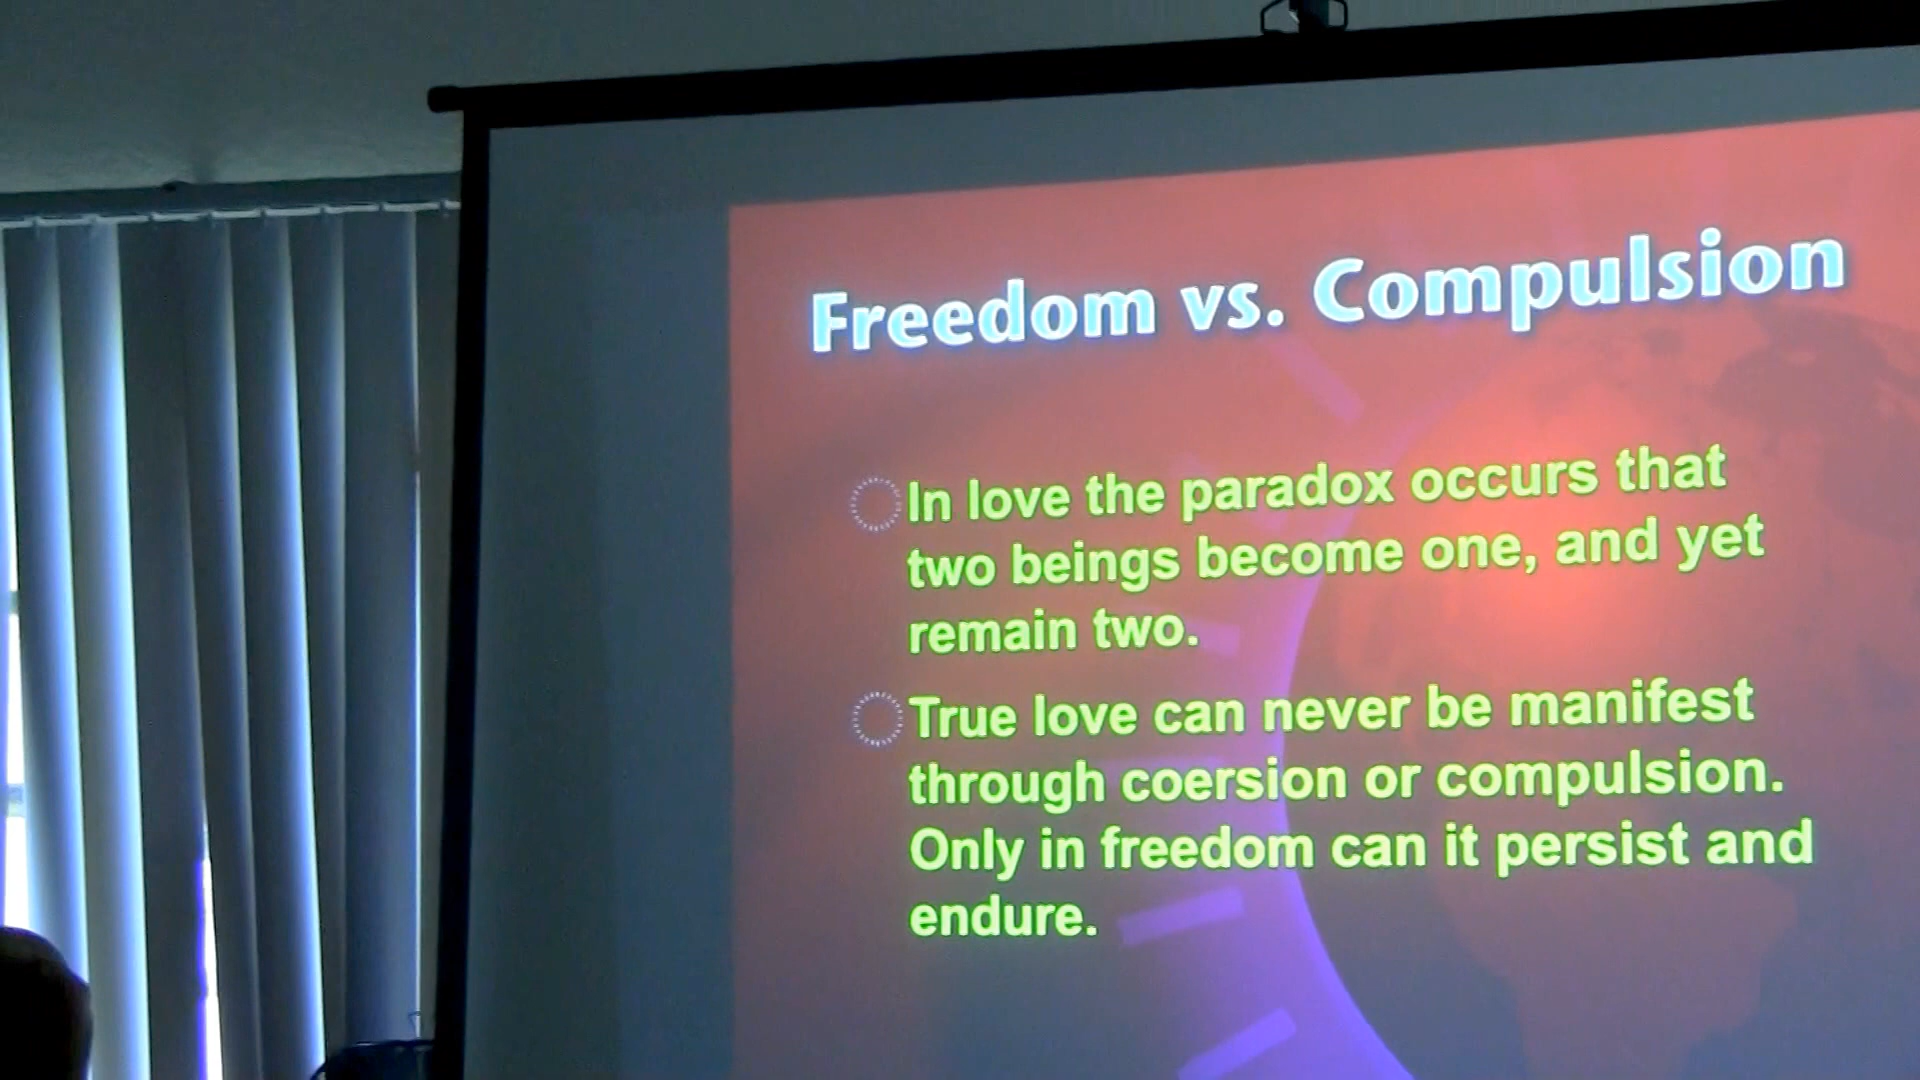 Freedom vs. Compulsion
In love the paradox occurs that
two beings become one, and yet
remain two.
True love can never be manifest
through coersion or compulsion.
Only in freedom can it persist and
endure.